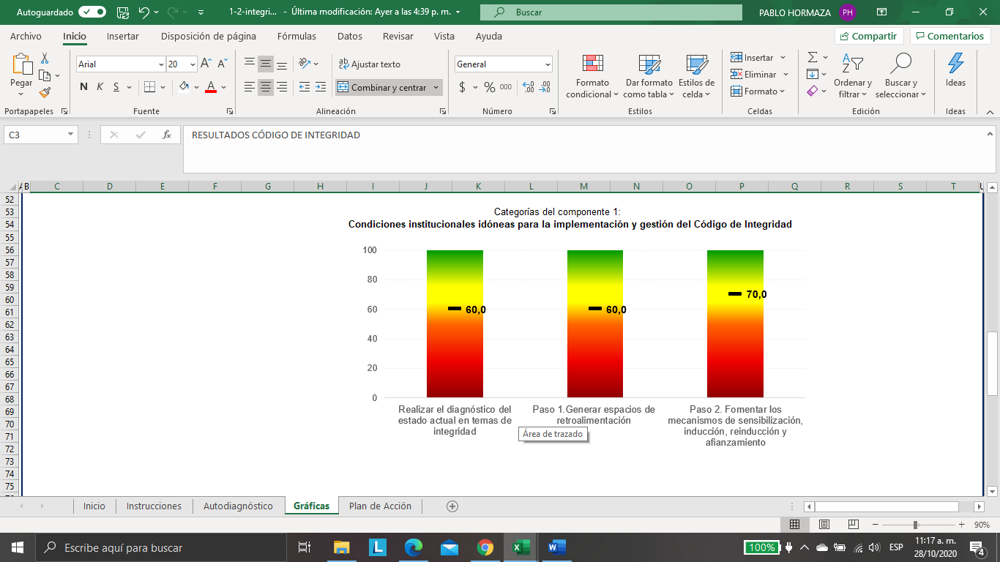 Autoguardado
1-2-integri... - Última modificación: Ayer a las 4:39 p. m.
Buscar
PABLO HORMAZA
PH
Archivo
Inicio
Insertar
Disposición de página
Fórmulas
Datos
Revisar
Vista
Ayuda
Compartir
Comentarios
Pegar
Portapapeles
Arial
20
N K S
Fuente
Ajustar texto
Combinar y centrar
Alineación
General
$ % 000
Número
Formato
condicional
Dar formato
como tabla
Estilos de
celda
Estilos
Insertar
Eliminar
Formato
Celdas
Ordenar y
filtrar
Buscar y
seleccionar
Edición
Ideas
Ideas
C3
fx
RESULTADOS CÓDIGO DE INTEGRIDAD
A B C D E F G H I J K L M N O P Q R S T U
52
53
54
55
56
57
58
59
60
61
62
63
64
65
66
67
68
69
70
71
72
73
74
75
Categorías del componente 1:
Condiciones institucionales idóneas para la implementación y gestión del Código de Integridad
100
80
60
40
20
0
60,0
60,0
70,0
Realizar el diagnóstico del
estado actual en temas de
integridad
Paso 1.Generar espacios de
retroalimentación
Paso 2. Fomentar los
mecanismos de sensibilización,
inducción, reinducción y
afianzamiento
Área de trazado
Inicio
Instrucciones
Autodiagnóstico
Gráficas
Plan de Acción
90%
Escribe aquí para buscar
100%
ESP
11:17 a. m.
28/10/2020
4